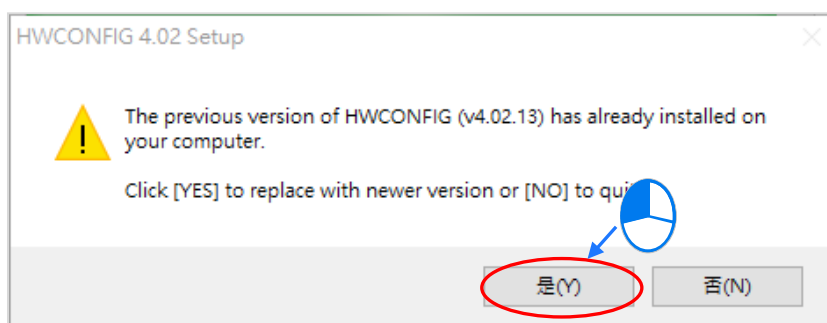 HWCONFIG 4.02 Setup
The previous version of HWCONFIG (v4.02.13) has already installed on
your computer.
Click [YES] to replace with newer version or [NO] to qui
是(Y)
否(N)